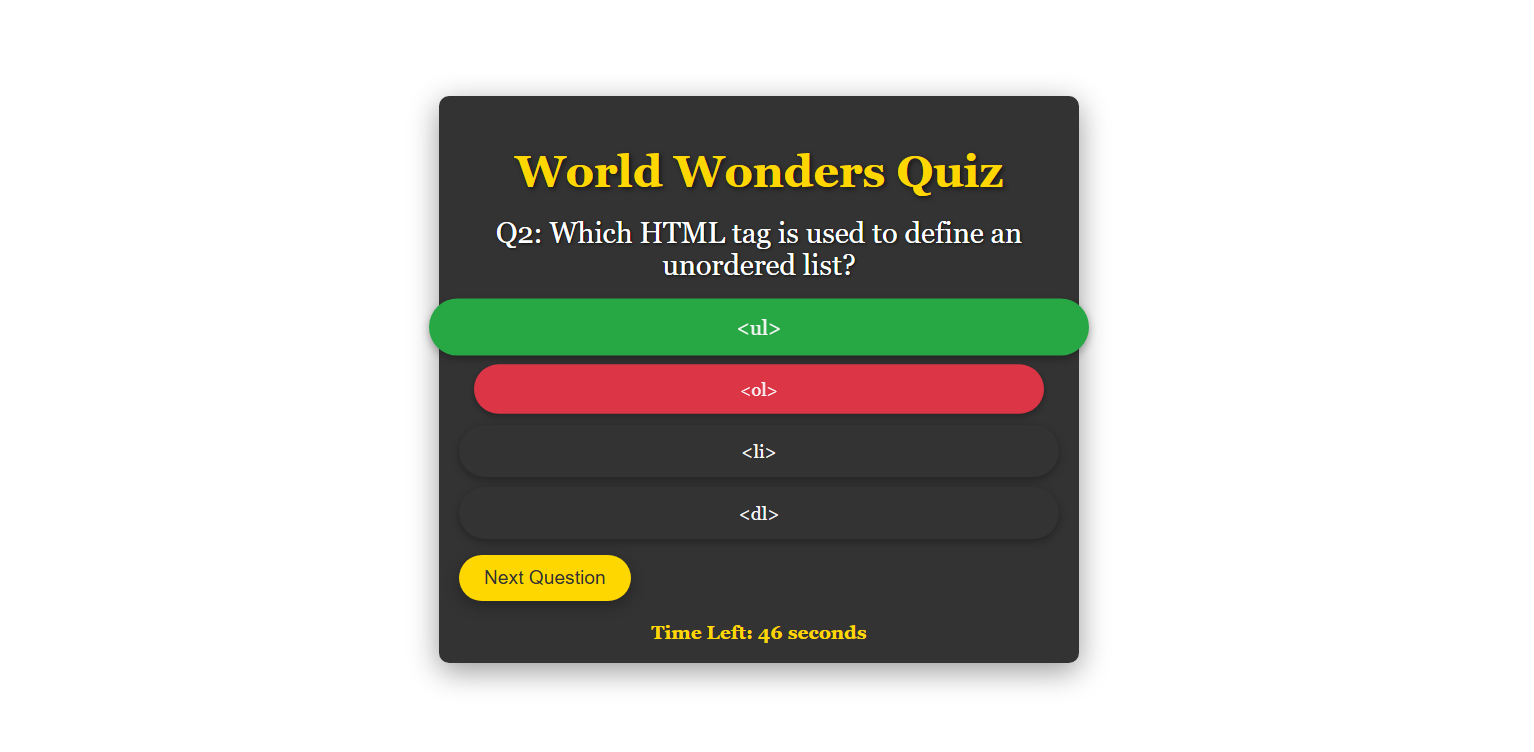 World Wonders Quiz
Q2: Which HTML tag is used to define an
unordered list?
<ul>
<ol>
<li>
<dl>
Next Question
Time Left: 46 seconds